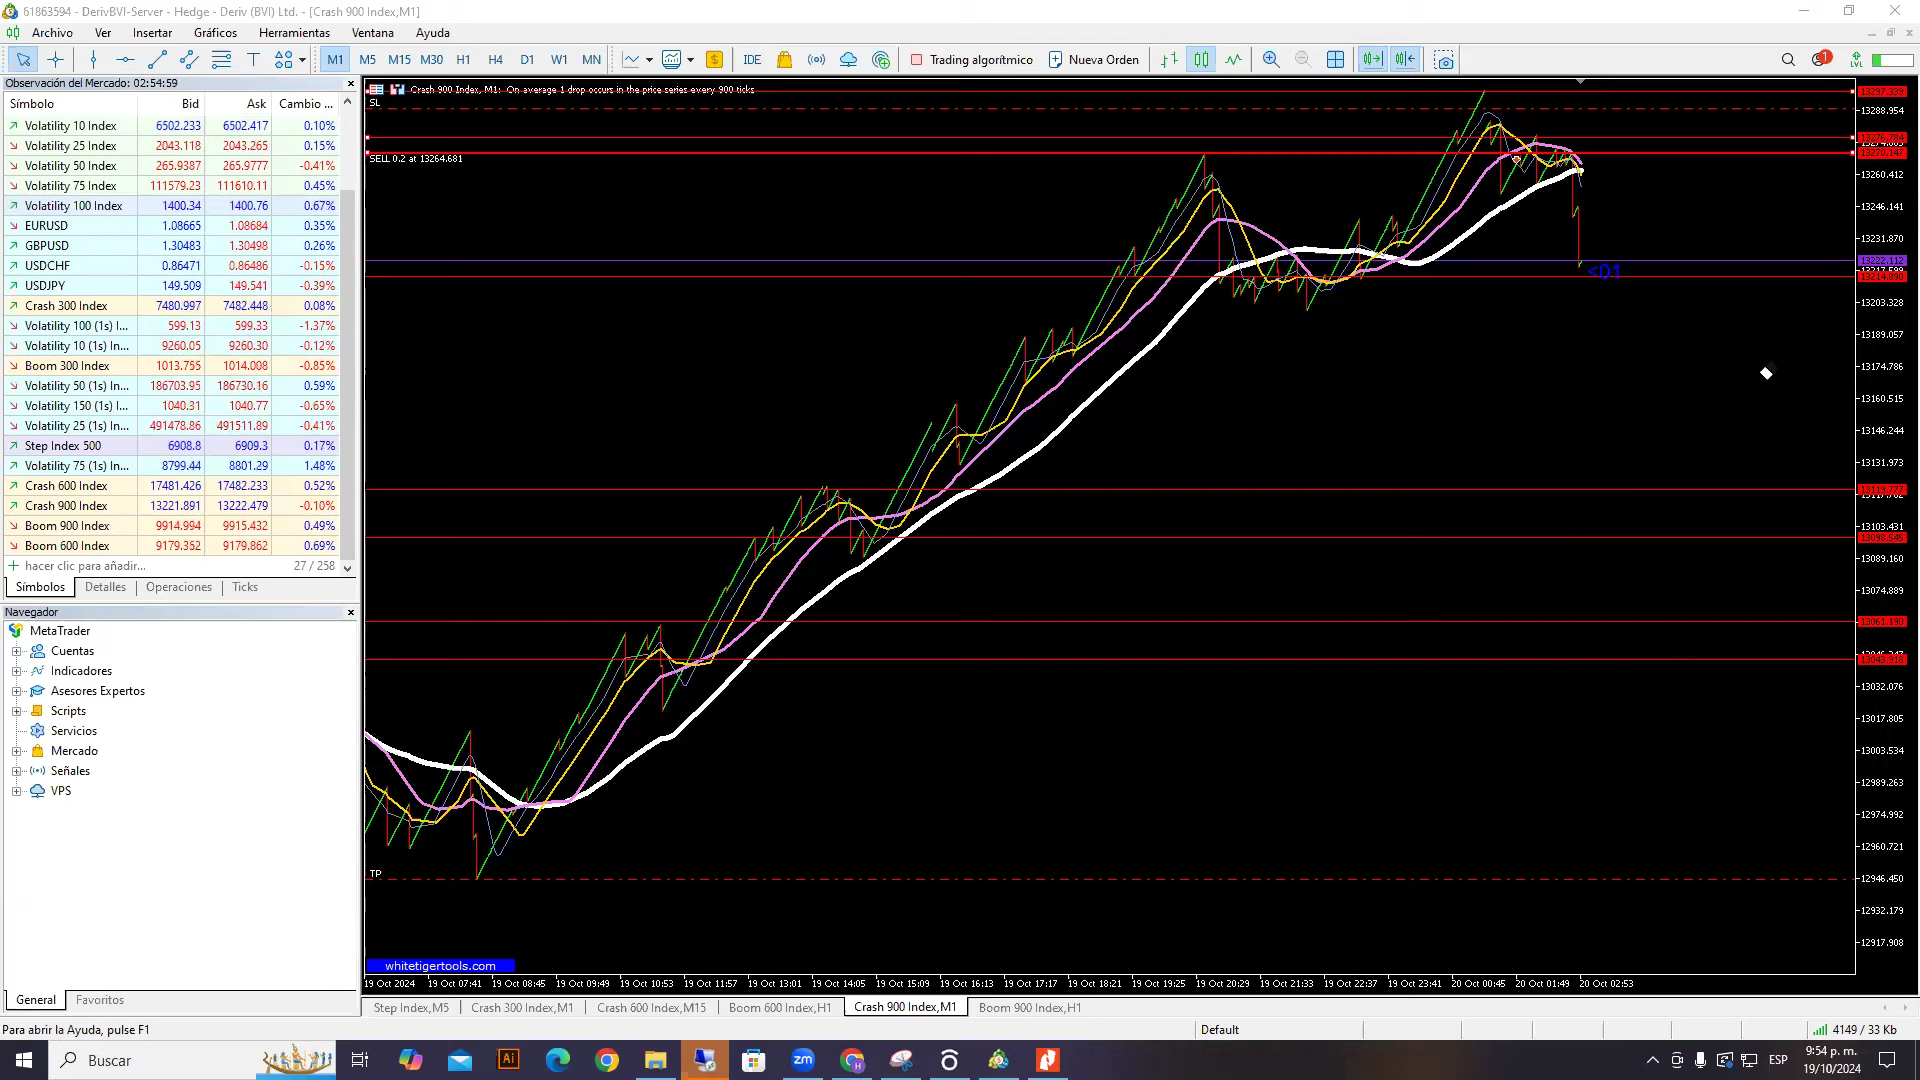 61863594 - DerivBVI-Server - Hedge - Deriv (BVI) Ltd. - [Crash 900 Index,M1]
Archivo Ver Insertar Gráficos Herramientas Ventana Ayuda
M1 M5 M15 M30 H1 H4 D1 W1 MN IDE Trading algorítmico Nueva Orden 1 LVL
Observación del Mercado: 02:54:59
Símbolo Bid Ask Cambio ...
Volatility 10 Index 6502.233 6502.417 0.10%
Volatility 25 Index 2043.118 2043.265 0.15%
Volatility 50 Index 265.9387 265.9777 -0.41%
Volatility 75 Index 111579.23 111610.11 0.45%
Volatility 100 Index 1400.34 1400.76 0.67%
EURUSD 1.08665 1.08684 0.35%
GBPUSD 1.30483 1.30498 0.26%
USDCHF 0.86471 0.86486 -0.15%
USDJPY 149.509 149.541 -0.39%
Crash 300 Index 7480.997 7482.448 0.08%
Volatility 100 (1s) I... 599.13 599.33 -1.37%
Volatility 10 (1s) In... 9260.05 9260.30 -0.12%
Boom 300 Index 1013.755 1014.008 -0.85%
Volatility 50 (1s) In... 186703.95 186730.16 0.59%
Volatility 150 (1s) I... 1040.31 1040.77 -0.65%
Volatility 25 (1s) In... 491478.86 491511.89 -0.41%
Step Index 500 6908.8 6909.3 0.17%
Volatility 75 (1s) In... 8799.44 8801.29 1.48%
Crash 600 Index 17481.426 17482.233 0.52%
Crash 900 Index 13221.891 13222.479 -0.10%
Boom 900 Index 9914.994 9915.432 0.49%
Boom 600 Index 9179.352 9179.862 0.69%
hacer clic para añadir... 27 / 258
Símbolos Detalles Operaciones Ticks
Navegador
MetaTrader
Cuentas
Indicadores
Asesores Expertos
Scripts
Servicios
Mercado
Señales
VPS
General Favoritos
Crash 900 Index, M1: On average 1 drop occurs in the price series every 900 ticks
SL
SELL 0.2 at 13264.681
<01
TP
whitetigertools.com
13297.339
13288.954
13276.784
13270.147
13260.412
13246.141
13231.870
13222.112
13203.328
13189.057
13174.786
13160.515
13146.244
13131.973
13119.777
13103.431
13098.545
13089.160
13074.889
13061.190
13043.918
13032.076
13017.805
13003.534
12989.263
12974.992
12960.721
12946.450
12932.179
12917.908
19 Oct 2024 19 Oct 07:41 19 Oct 08:45 19 Oct 09:49 19 Oct 10:53 19 Oct 11:57 19 Oct 13:01 19 Oct 14:05 19 Oct 15:09 19 Oct 16:13 19 Oct 17:17 19 Oct 18:21 19 Oct 19:25 19 Oct 20:29 19 Oct 21:33 19 Oct 22:37 19 Oct 23:41 20 Oct 00:45 20 Oct 01:49 20 Oct 02:53
Step Index,M5 Crash 300 Index,M1 Crash 600 Index,M15 Boom 600 Index,H1 Crash 900 Index,M1 Boom 900 Index,H1
Para abrir la Ayuda, pulse F1 Default 4149 / 33 Kb
Buscar Ai zm ESP 9:54 p. m.
19/10/2024